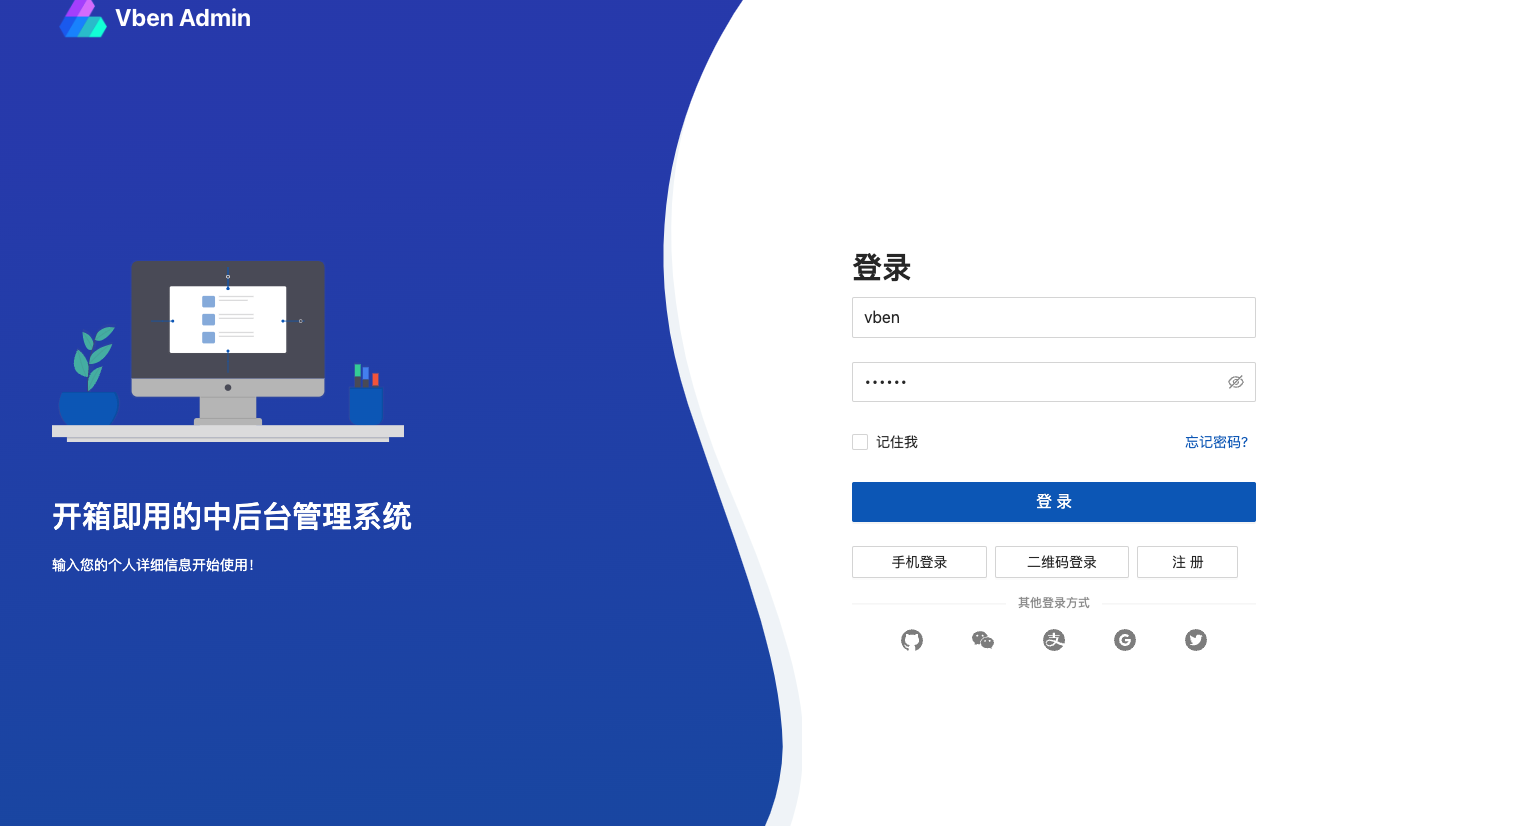 Vben Admin
开箱即用的中后台管理系统
输入您的个人详细信息开始使用!
登录
vben
••••••
记住我
忘记密码?
登 录
手机登录
二维码登录
注 册
其他登录方式